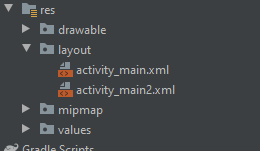 res
drawable
layout
activity_main.xml
activity_main2.xml
mipmap
values
Gradle Scripts